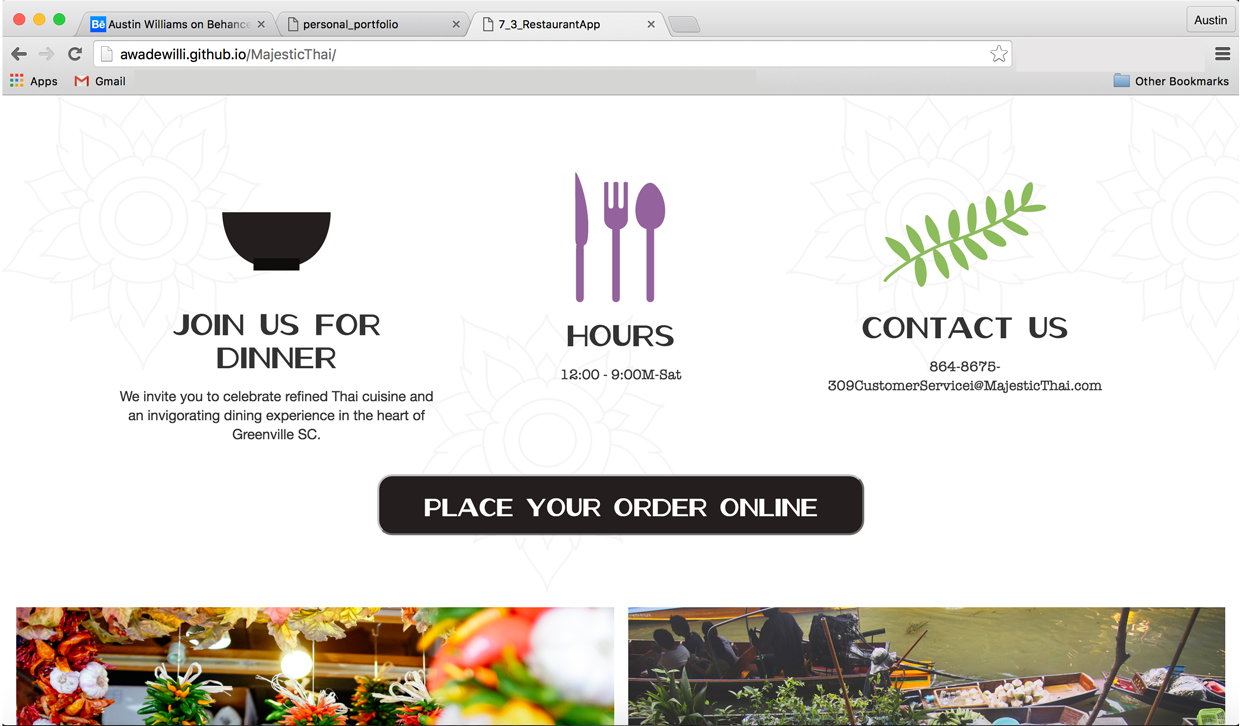 Austin Williams on Behance
personal_portfolio
7_3_RestaurantApp
Austin
awadewilli.github.io/MajesticThai/
Apps
Gmail
Other Bookmarks
JOIN US FOR
DINNER
We invite you to celebrate refined Thai cuisine and
an invigorating dining experience in the heart of
Greenville SC.
HOURS
12:00 - 9:00M-Sat
CONTACT US
864-8675-
309CustomerServicei@MajesticThai.com
PLACE YOUR ORDER ONLINE